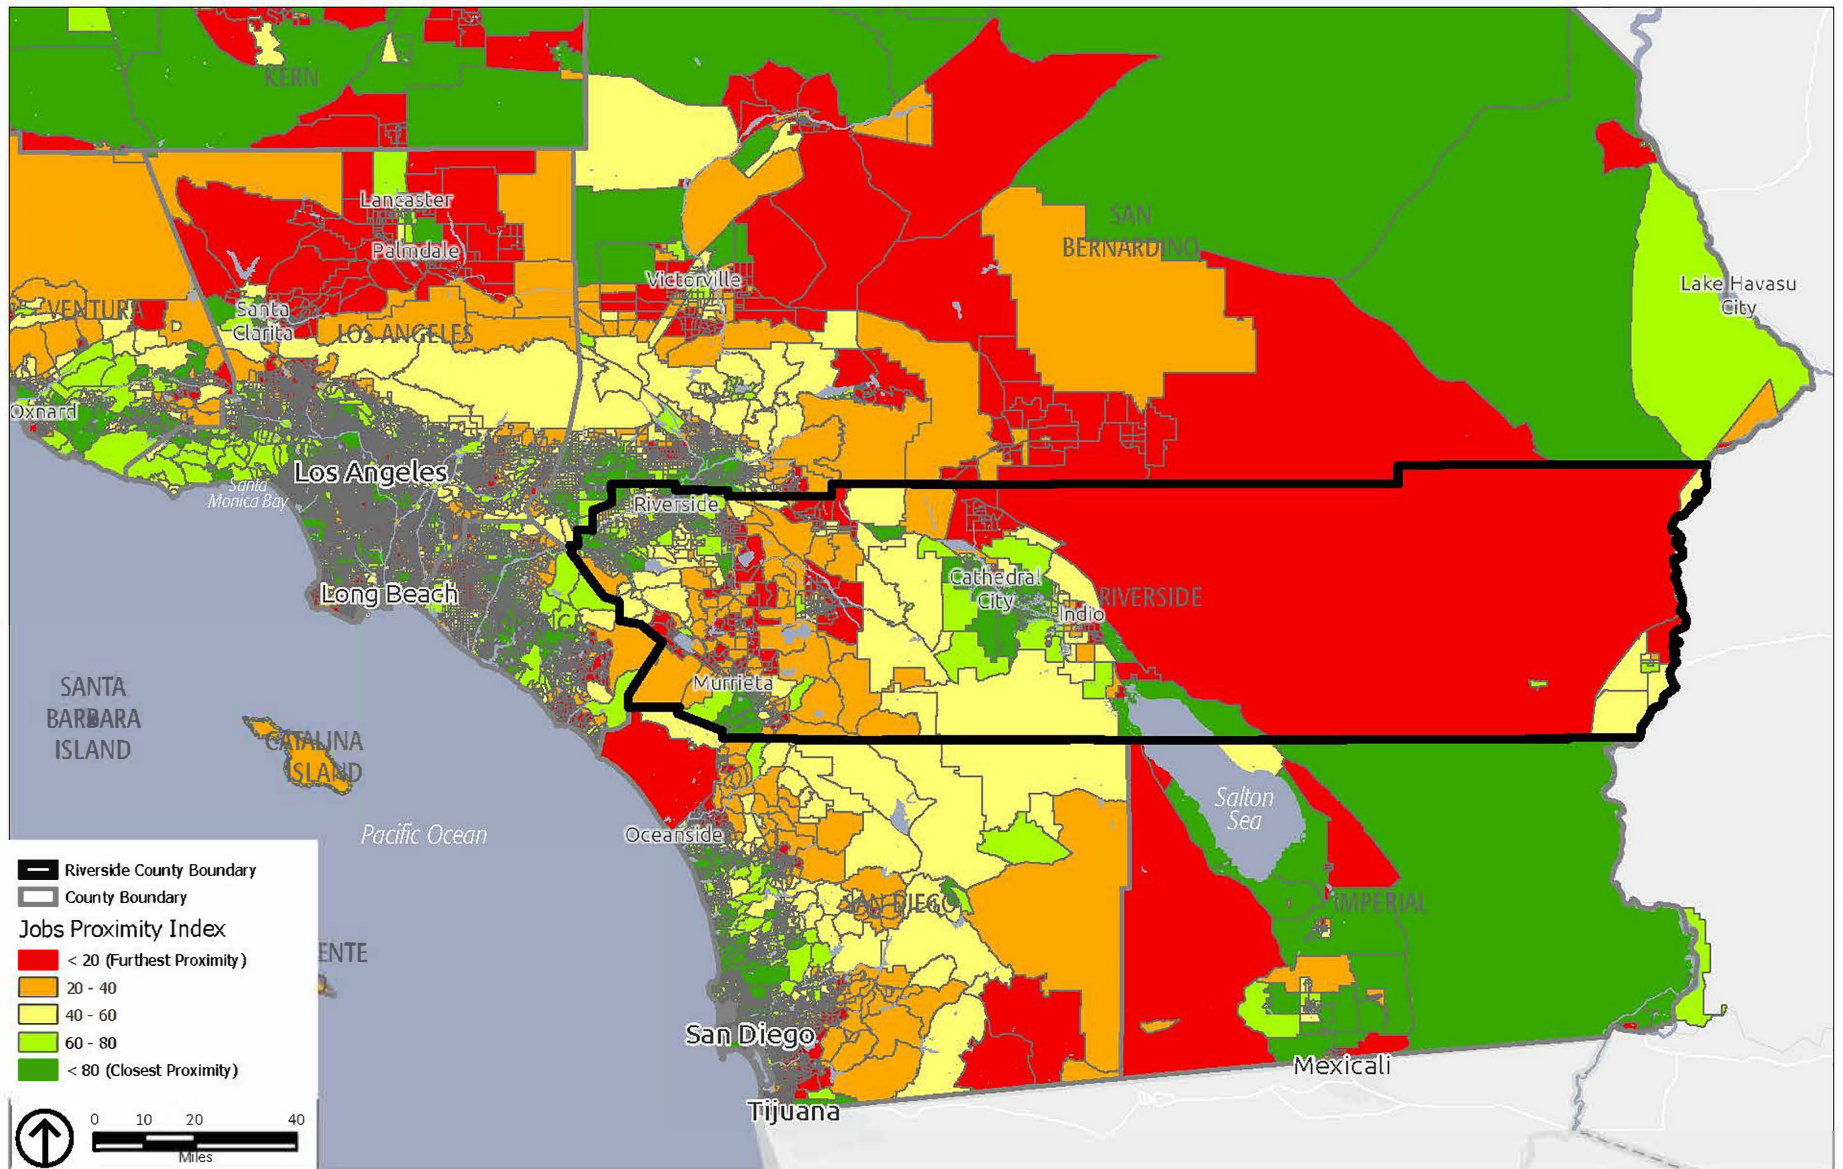 KERN
Lancaster
Palmdale
SAN
BERNARDINO
Victorville
Lake Havasu
City
VENTURA
Santa
Clarita
LOS ANGELES
Oxnard
Los Angeles
Santa
Monica Bay
Riverside
Long Beach
Cathedral
City
Indio
RIVERSIDE
Murrieta
SANTA
BARBARA
ISLAND
CATALINA
ISLAND
Pacific Ocean
Oceanside
Salton
Sea
SAN DIEGO
IMPERIAL
ENTE
San Diego
Mexicali
Tijuana
Riverside County Boundary
County Boundary
Jobs Proximity Index
< 20 (Furthest Proximity)
20 - 40
40 - 60
60 - 80
< 80 (Closest Proximity)
0 10 20 40
Miles